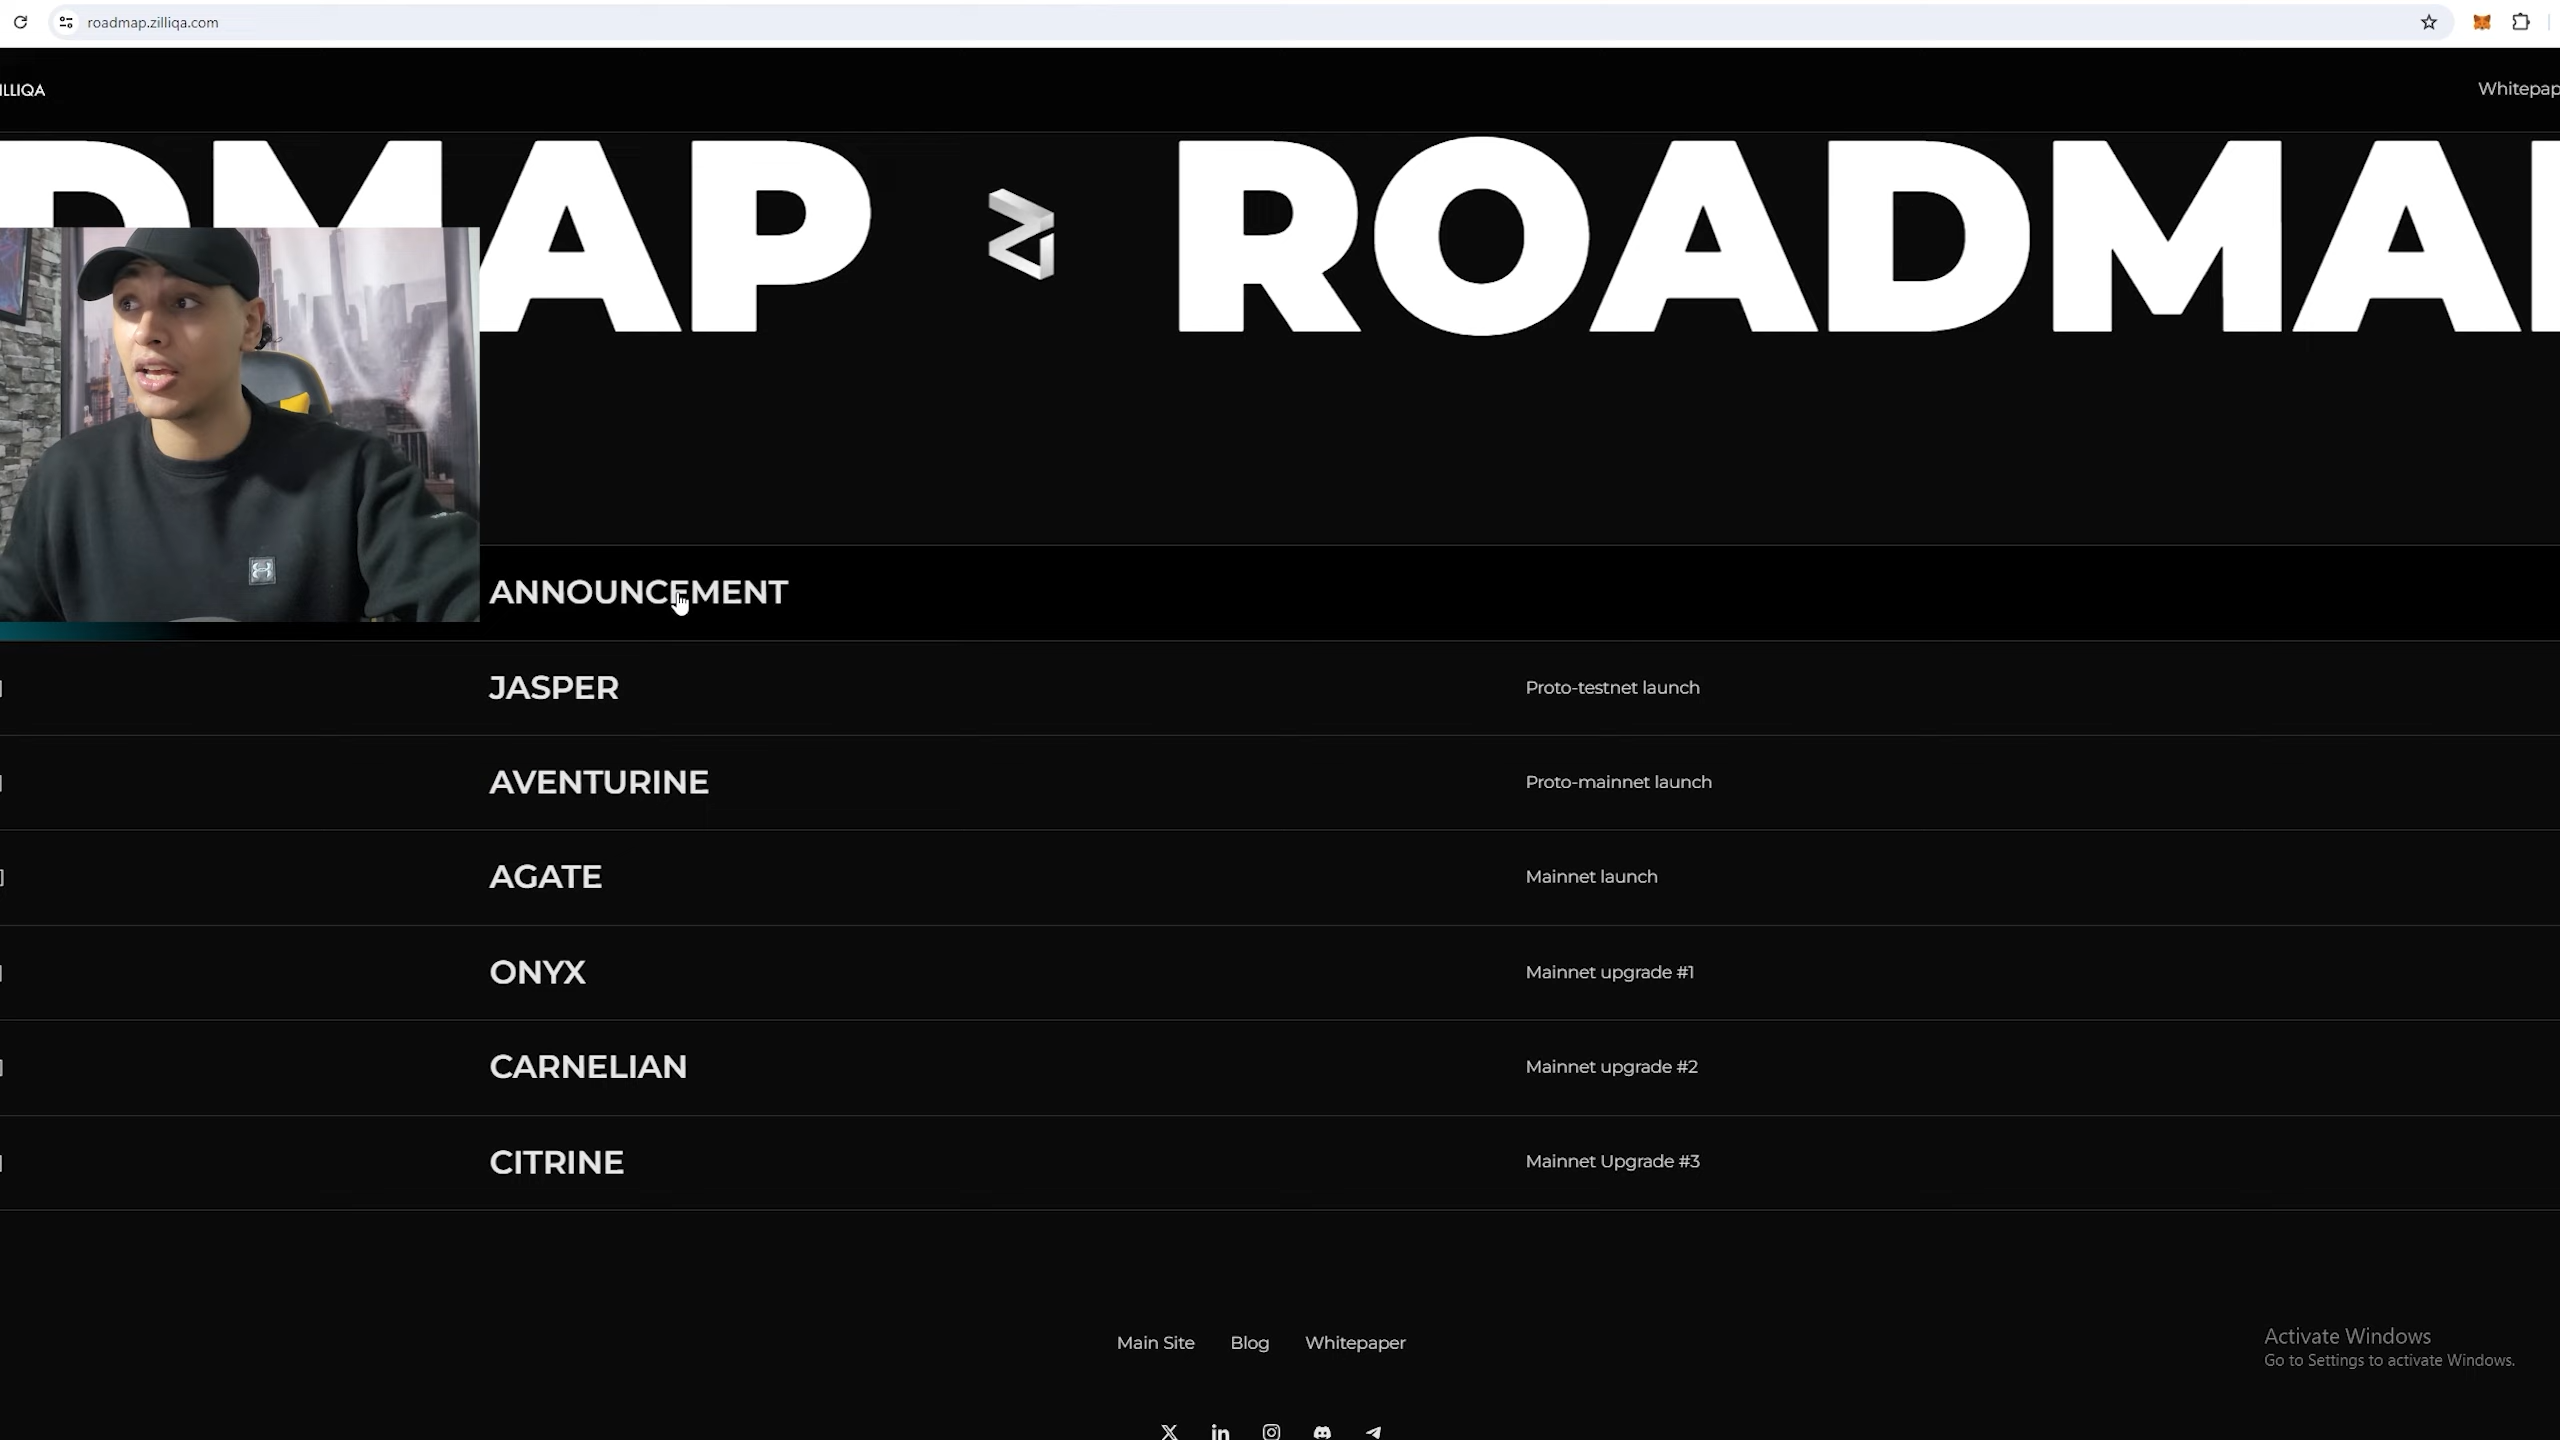 roadmap.zilliqa.com
ILLIQA
Whitepap
DMAP ROADMAP
ANNOUNCEMENT
JASPER Proto-testnet launch
AVENTURINE Proto-mainnet launch
AGATE Mainnet launch
ONYX Mainnet upgrade #1
CARNELIAN Mainnet upgrade #2
CITRINE Mainnet Upgrade #3
Main Site Blog Whitepaper
Activate Windows
Go to Settings to activate Windows.